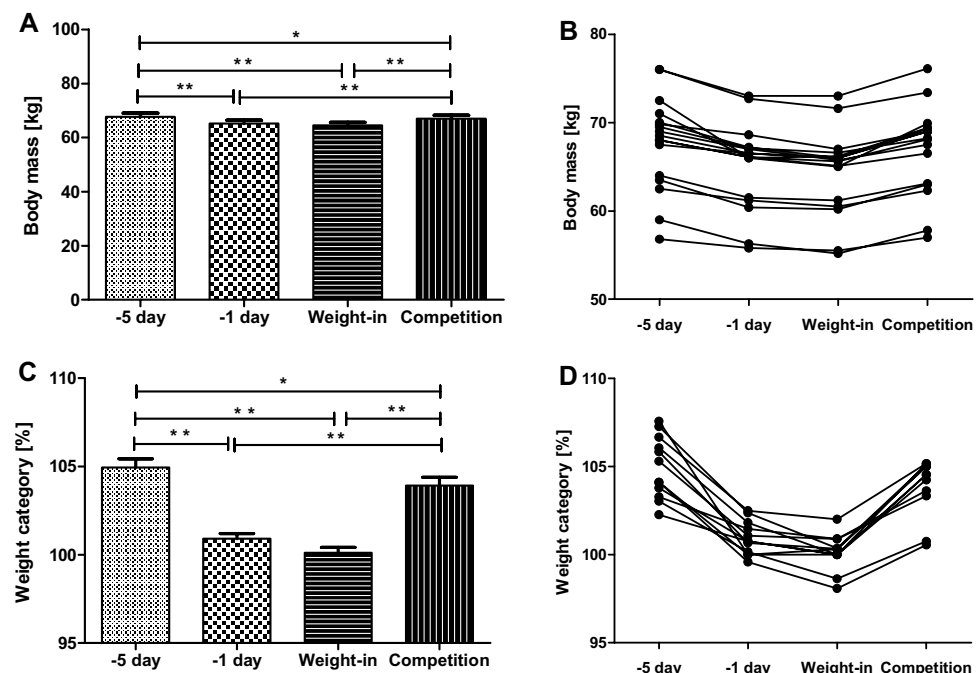 A
Body mass [kg]
100
80
60
40
20
0
*
** **
** **
-5 day -1 day Weight-in Competition
B
Body mass [kg]
80
70
60
50
-5 day -1 day Weight-in Competition
C
Weight category [%]
110
105
100
95
*
** **
** **
-5 day -1 day Weight-in Competition
D
Weight category [%]
110
105
100
95
-5 day -1 day Weight-in Competition